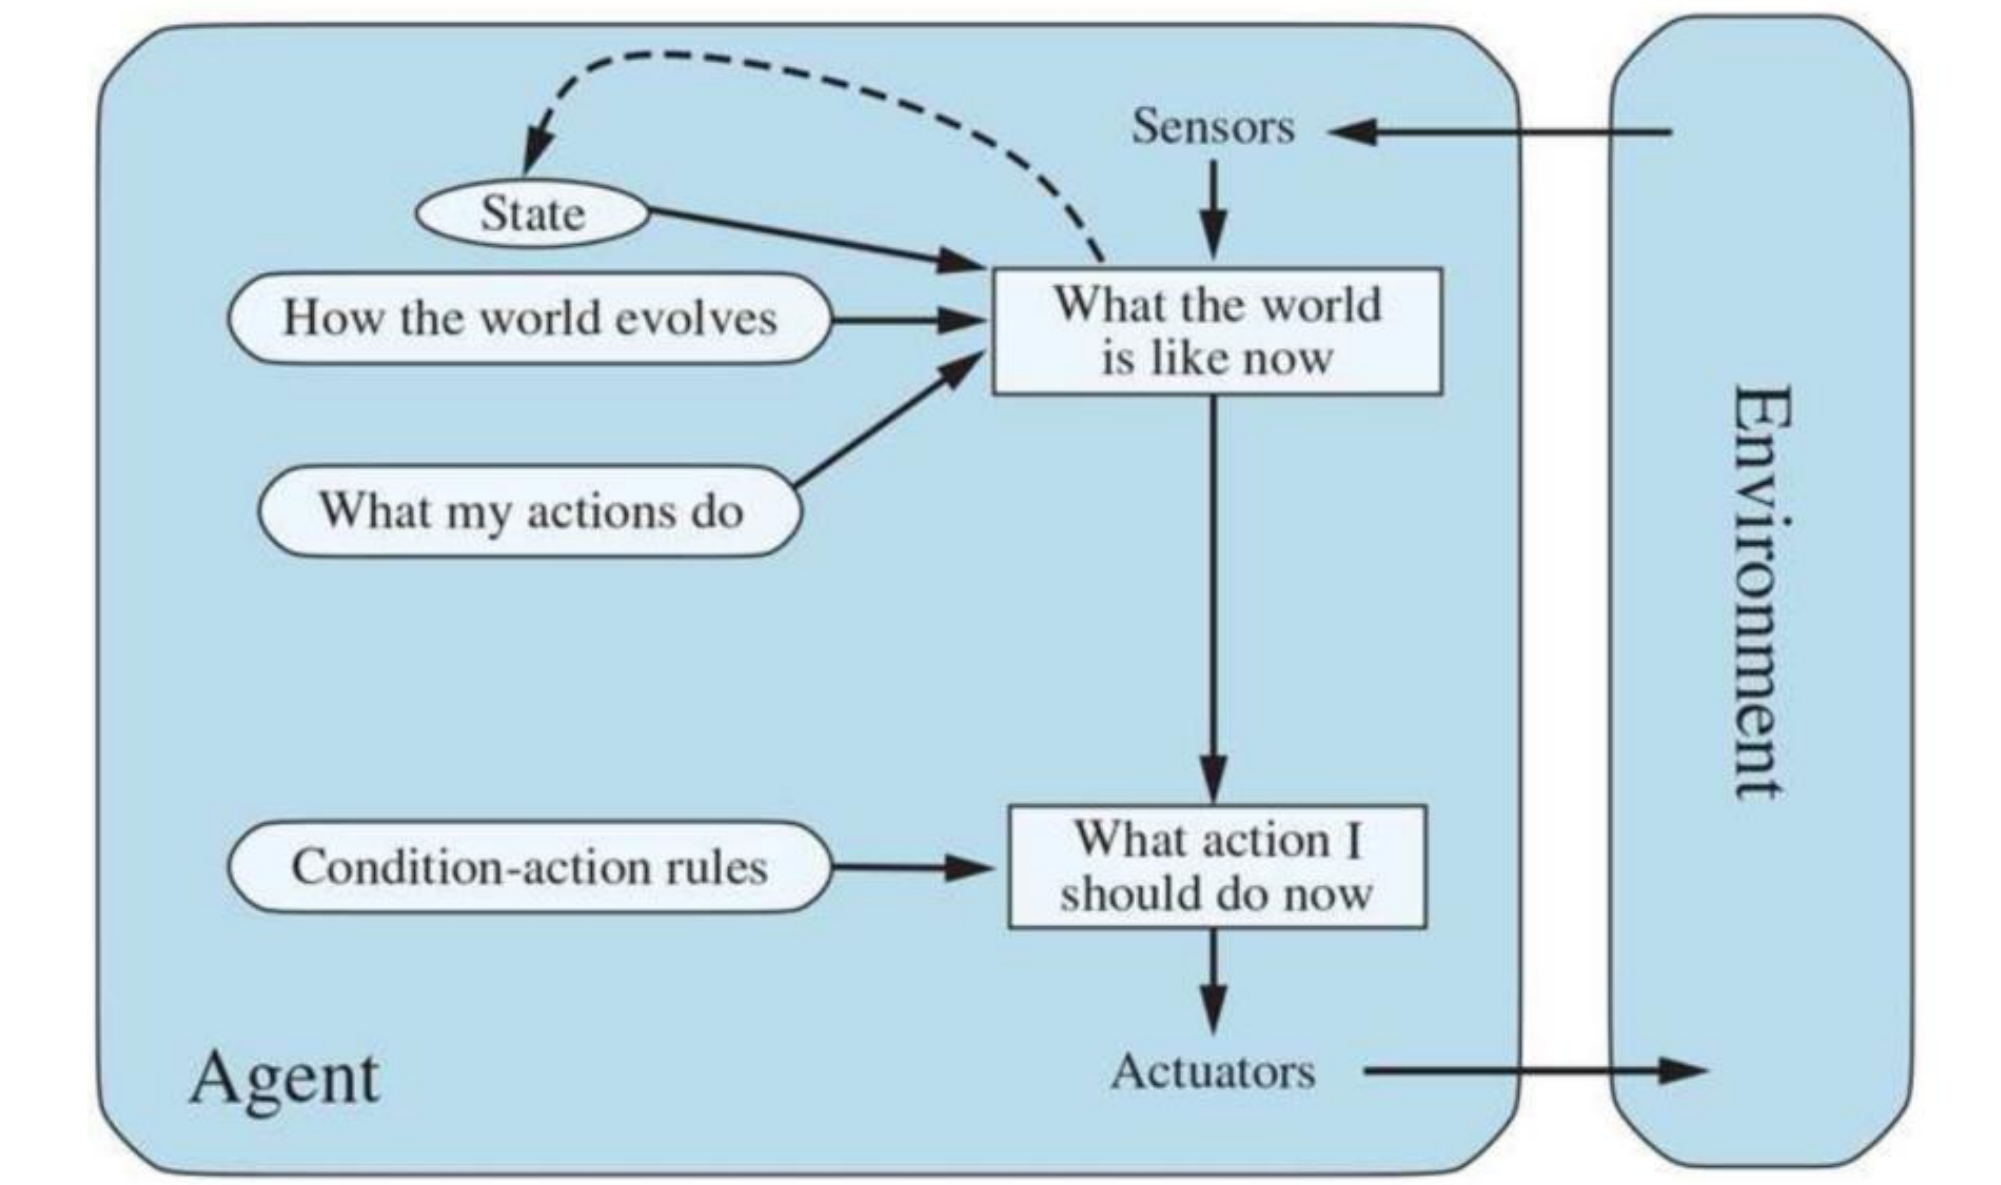 Sensors
State
How the world evolves
What the world
is like now
What my actions do
Condition-action rules
What action I
should do now
Agent
Actuators
Environment